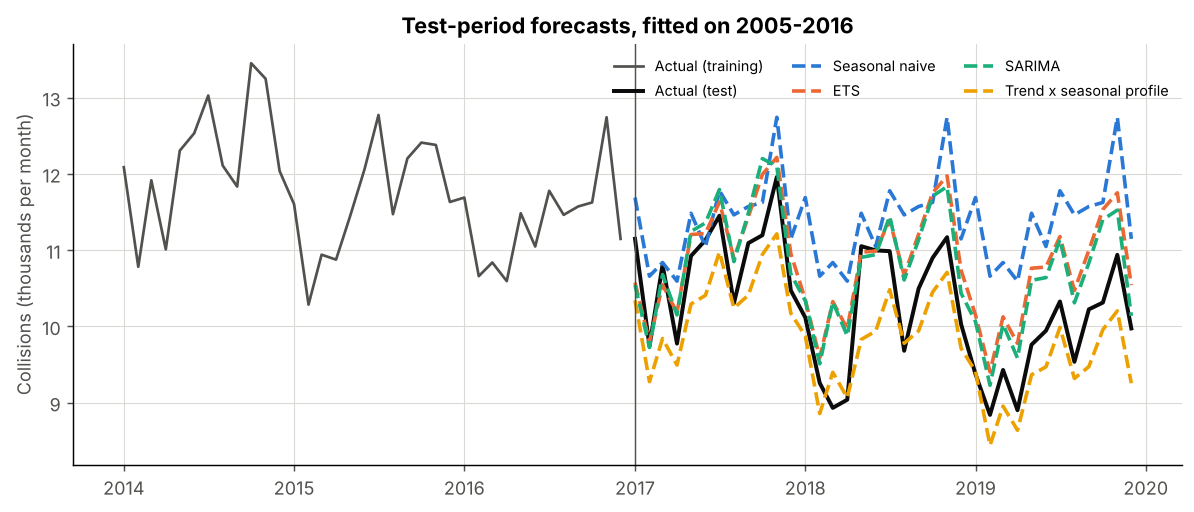 Test-period forecasts, fitted on 2005-2016
Actual (training)
Seasonal naive
SARIMA
Actual (test)
ETS
Trend x seasonal profile
Collisions (thousands per month)
13
12
11
10
9
2014
2015
2016
2017
2018
2019
2020